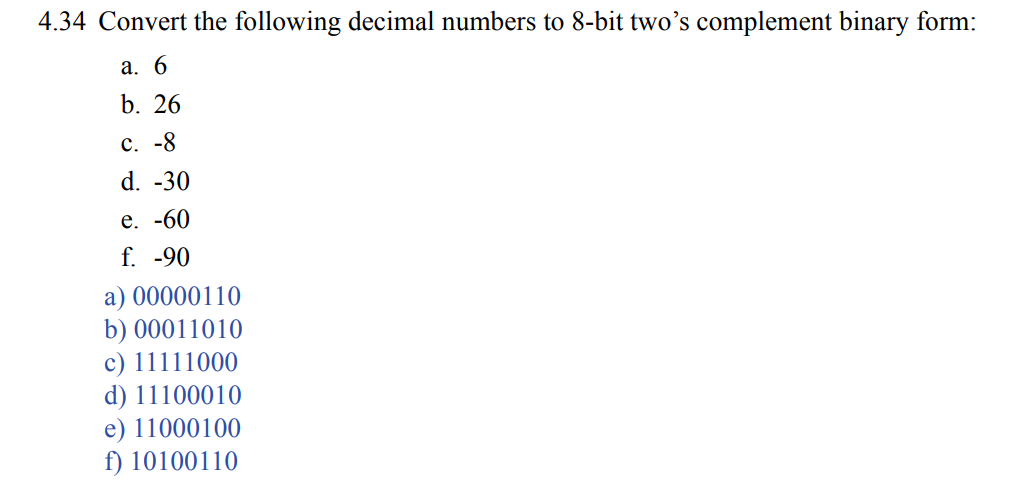 4.34 Convert the following decimal numbers to 8-bit two’s complement binary form:
a. 6
b. 26
c. -8
d. -30
e. -60
f. -90
a) 00000110
b) 00011010
c) 11111000
d) 11100010
e) 11000100
f) 10100110